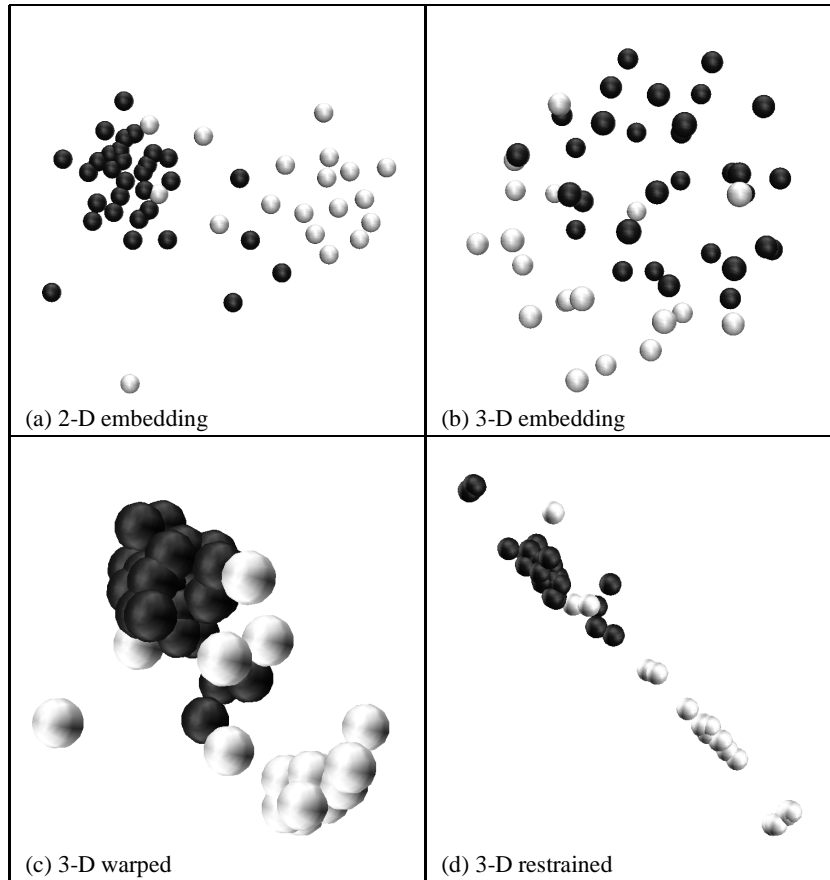 (a) 2-D embedding
(b) 3-D embedding
(c) 3-D warped
(d) 3-D restrained